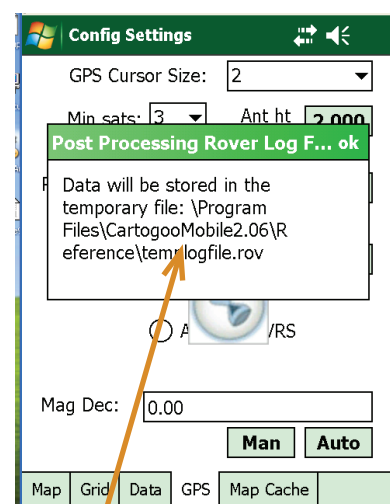 Config Settings
GPS Cursor Size: 2
Min sats: 3 Ant ht 2.000
Post Processing Rover Log F... ok
Data will be stored in the
temporary file: \Program
Files\CartogooMobile2.06\R
eference\templogfile.rov
Mag Dec: 0.00
Man Auto
Map Grid Data GPS Map Cache